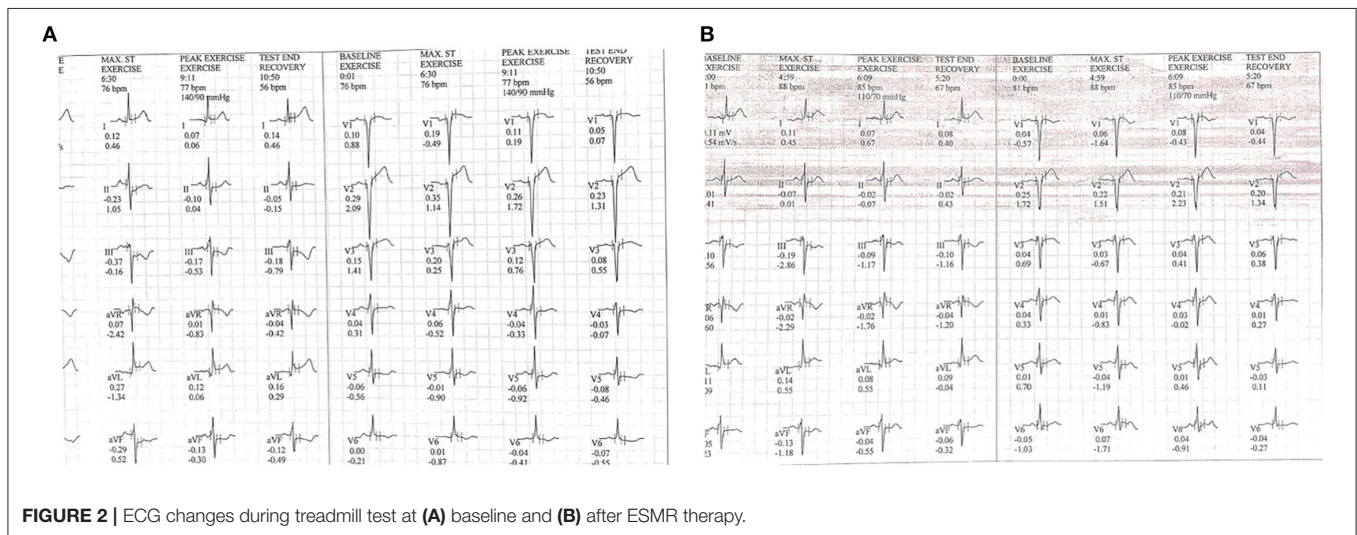 A
E MAX. ST PEAK EXERCISE TEST END BASELINE MAX. ST PEAK EXERCISE TEST END
E EXERCISE EXERCISE RECOVERY EXERCISE EXERCISE EXERCISE RECOVERY
6:30 9:11 10:50 0:01 6:30 9:11 10:50
76 bpm 77 bpm 56 bpm 76 bpm 76 bpm 77 bpm 56 bpm
140/90 mmHg 140/90 mmHg
I I I V1 V1 V1 V1
0.12 0.07 0.14 0.10 0.19 0.11 0.05
0.46 0.06 0.46 0.88 -0.49 0.19 0.07
II II II V2 V2 V2 V2
-0.23 -0.10 -0.05 0.29 0.35 0.26 0.23
1.05 0.04 -0.15 2.09 1.14 1.72 1.31
III III III V3 V3 V3 V3
-0.37 -0.17 -0.18 0.15 0.20 0.12 0.08
-0.16 -0.53 -0.79 1.41 0.25 0.76 0.55
aVR aVR aVR V4 V4 V4 V4
0.07 0.01 -0.04 0.04 0.06 -0.04 -0.03
-2.42 -0.83 -0.42 0.31 -0.52 -0.33 -0.07
aVL aVL aVL V5 V5 V5 V5
0.27 0.12 0.16 -0.06 -0.01 -0.06 -0.08
-1.34 0.06 0.29 -0.56 -0.90 -0.92 -0.46
aVF aVF aVF V6 V6 V6 V6
-0.29 -0.13 -0.12 0.00 0.01 -0.04 -0.07
0.52 -0.30 -0.49 -0.21 -0.87 -0.41 -0.55
B
BASELINE MAX. ST PEAK EXERCISE TEST END BASELINE MAX. ST PEAK EXERCISE TEST END
EXERCISE EXERCISE EXERCISE RECOVERY EXERCISE EXERCISE EXERCISE RECOVERY
:00 4:59 6:09 5:20 0:00 4:59 6:09 5:20
1 bpm 88 bpm 85 bpm 67 bpm 81 bpm 88 bpm 85 bpm 67 bpm
110/70 mmHg 110/70 mmHg
I I I V1 V1 V1 V1
0.11 mV 0.11 0.07 0.08 0.04 0.06 0.08 0.04
.54 mV/s 0.45 0.67 0.40 -0.57 -1.64 -0.43 -0.44
II II II V2 V2 V2 V2
.01 -0.07 -0.02 -0.02 0.25 0.22 0.21 0.20
.41 0.01 -0.07 0.43 1.72 1.51 2.23 1.34
III III III V3 V3 V3 V3
.10 -0.19 -0.09 -0.10 0.04 0.03 0.04 0.06
.56 -2.86 -1.17 -1.16 0.69 -0.67 0.41 0.38
VR aVR aVR aVR V4 V4 V4 V4
06 -0.02 -0.02 -0.04 0.04 0.01 0.03 0.01
60 -2.29 -1.76 -1.20 0.33 -0.83 -0.02 0.27
VL aVL aVL aVL V5 V5 V5 V5
11 0.14 0.08 0.09 0.01 -0.04 0.01 -0.03
09 0.55 0.55 -0.04 0.70 -1.19 0.46 0.11
VF aVF aVF aVF V6 V6 V6 V6
05 -0.13 -0.04 -0.06 -0.05 0.07 0.04 -0.04
23 -1.18 -0.55 -0.32 -1.03 -1.71 -0.91 -0.27
FIGURE 2 | ECG changes during treadmill test at (A) baseline and (B) after ESMR therapy.